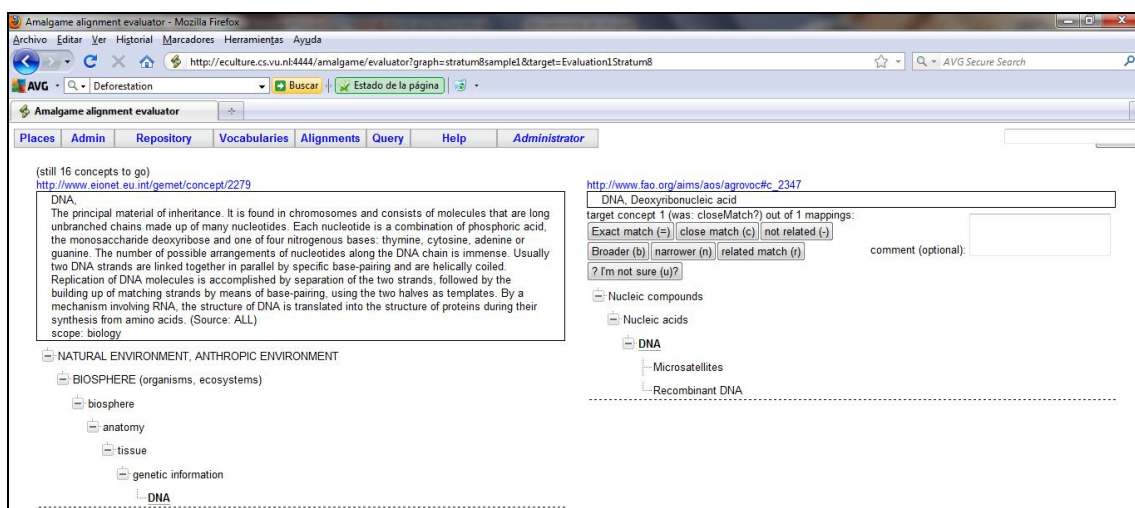 Amalgame alignment evaluator - Mozilla Firefox
Archivo Editar Ver Historial Marcadores Herramientas Ayuda
http://eculture.cs.vu.nl:4444/amalgame/evaluator?graph=stratum8sample1&target=Evaluation1Stratum8 AVG Secure Search
AVG Deforestation Buscar Estado de la página
Amalgame alignment evaluator
Places Admin Repository Vocabularies Alignments Query Help Administrator
(still 16 concepts to go)
http://www.eionet.eu.int/gemet/concept/2279
DNA,
The principal material of inheritance. It is found in chromosomes and consists of molecules that are long
unbranched chains made up of many nucleotides. Each nucleotide is a combination of phosphoric acid,
the monosaccharide deoxyribose and one of four nitrogenous bases: thymine, cytosine, adenine or
guanine. The number of possible arrangements of nucleotides along the DNA chain is immense. Usually
two DNA strands are linked together in parallel by specific base-pairing and are helically coiled.
Replication of DNA molecules is accomplished by separation of the two strands, followed by the
building up of matching strands by means of base-pairing, using the two halves as templates. By a
mechanism involving RNA, the structure of DNA is translated into the structure of proteins during their
synthesis from amino acids. (Source: ALL)
scope: biology
NATURAL ENVIRONMENT, ANTHROPIC ENVIRONMENT
BIOSPHERE (organisms, ecosystems)
biosphere
anatomy
tissue
genetic information
DNA
http://www.fao.org/aims/aos/agrovoc#c_2347
DNA, Deoxyribonucleic acid
target concept 1 (was: closeMatch?) out of 1 mappings:
Exact match (=) close match (c) not related (-)
Broader (b) narrower (n) related match (r) comment (optional):
? I'm not sure (u)?
Nucleic compounds
Nucleic acids
DNA
Microsatellites
Recombinant DNA